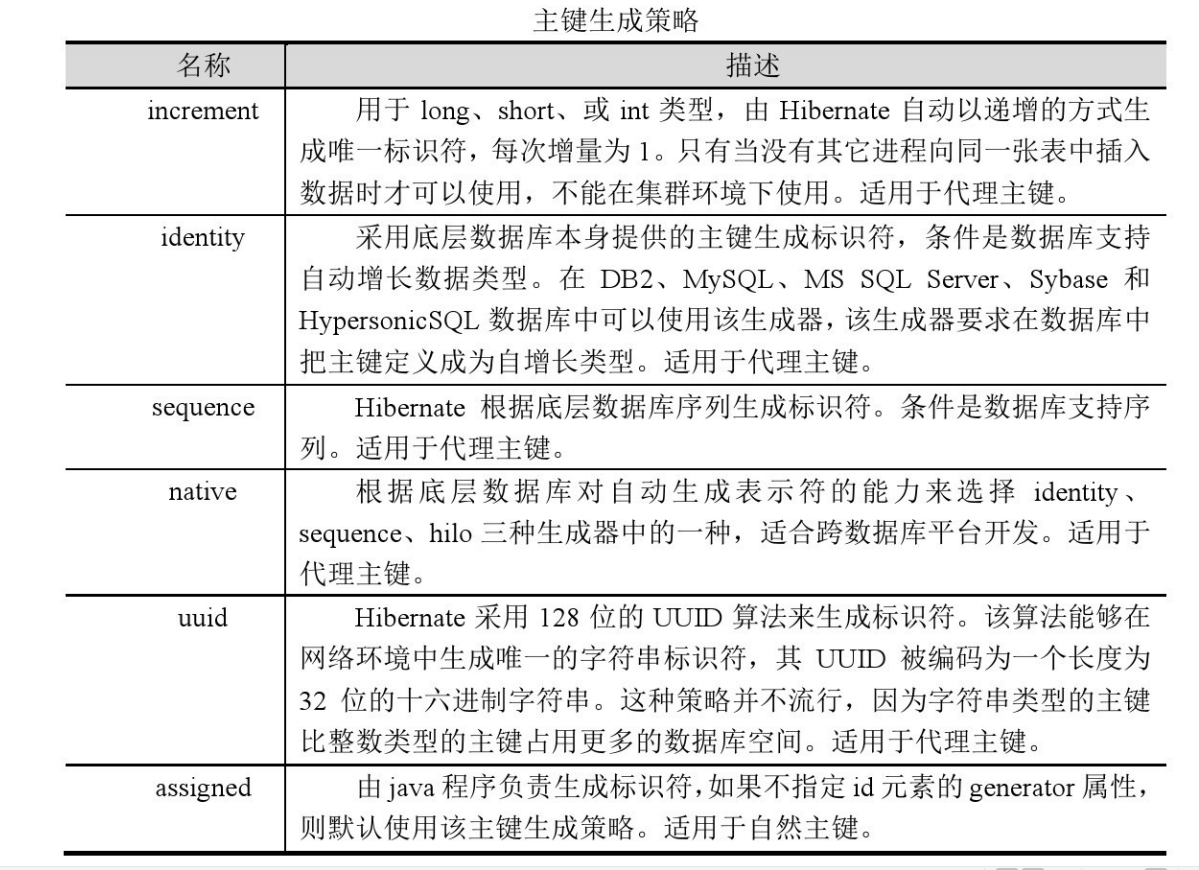 主键生成策略
名称 描述
increment 用于 long、short、或 int 类型，由 Hibernate 自动以递增的方式生
成唯一标识符，每次增量为 1。只有当没有其它进程向同一张表中插入
数据时才可以使用，不能在集群环境下使用。适用于代理主键。
identity 采用底层数据库本身提供的主键生成标识符，条件是数据库支持
自动增长数据类型。在 DB2、MySQL、MS SQL Server、Sybase 和
HypersonicSQL 数据库中可以使用该生成器，该生成器要求在数据库中
把主键定义成为自增长类型。适用于代理主键。
sequence Hibernate 根据底层数据库序列生成标识符。条件是数据库支持序
列。适用于代理主键。
native 根据底层数据库对自动生成表示符的能力来选择 identity、
sequence、hilo 三种生成器中的一种，适合跨数据库平台开发。适用于
代理主键。
uuid Hibernate 采用 128 位的 UUID 算法来生成标识符。该算法能够在
网络环境中生成唯一的字符串标识符，其 UUID 被编码为一个长度为
32 位的十六进制字符串。这种策略并不流行，因为字符串类型的主键
比整数类型的主键占用更多的数据库空间。适用于代理主键。
assigned 由 java 程序负责生成标识符，如果不指定 id 元素的 generator 属性，
则默认使用该主键生成策略。适用于自然主键。